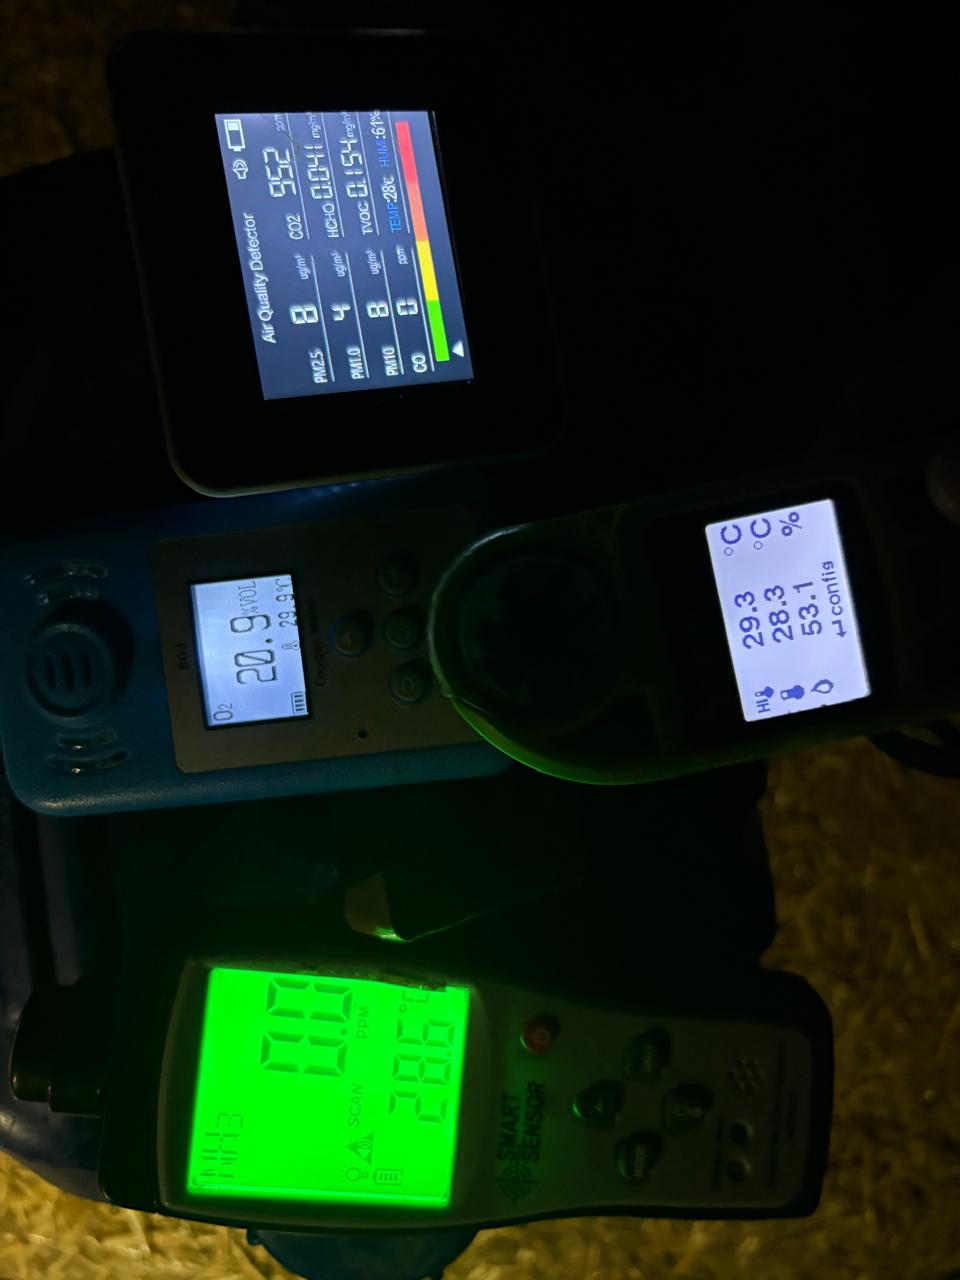 Air Quality Detector
PM2.5 8 ug/m³ CO2 952 ppm
PM1.0 4 ug/m³ HCHO: 0.041 mg/m³
PM10 8 ug/m³ TVOC: 0.154 mg/m³
CO 0 ppm TEMP:28℃ HUMI:61%
B03
O2
20.9 %VOL
29.9℃
Oxygen Meter
HI 29.3 °C
28.3 °C
53.1 %
↵config
NH3
0.0 PPM
SCAN
28.6 °C
SMART
SENSOR